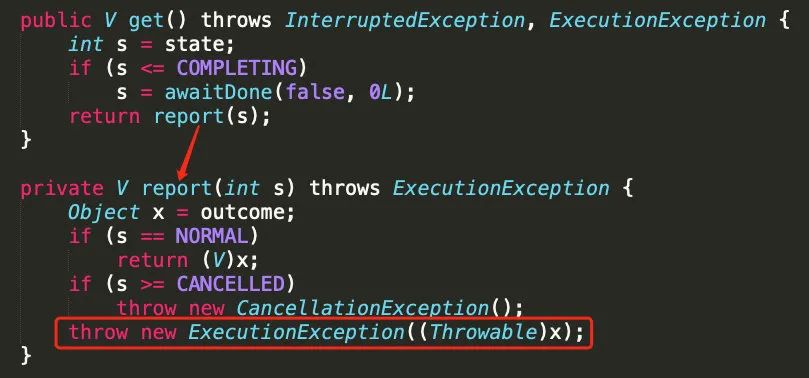 public V get() throws InterruptedException, ExecutionException {
    int s = state;
    if (s <= COMPLETING)
        s = awaitDone(false, 0L);
    return report(s);
}

private V report(int s) throws ExecutionException {
    Object x = outcome;
    if (s == NORMAL)
        return (V)x;
    if (s >= CANCELLED)
        throw new CancellationException();
    throw new ExecutionException((Throwable)x);
}